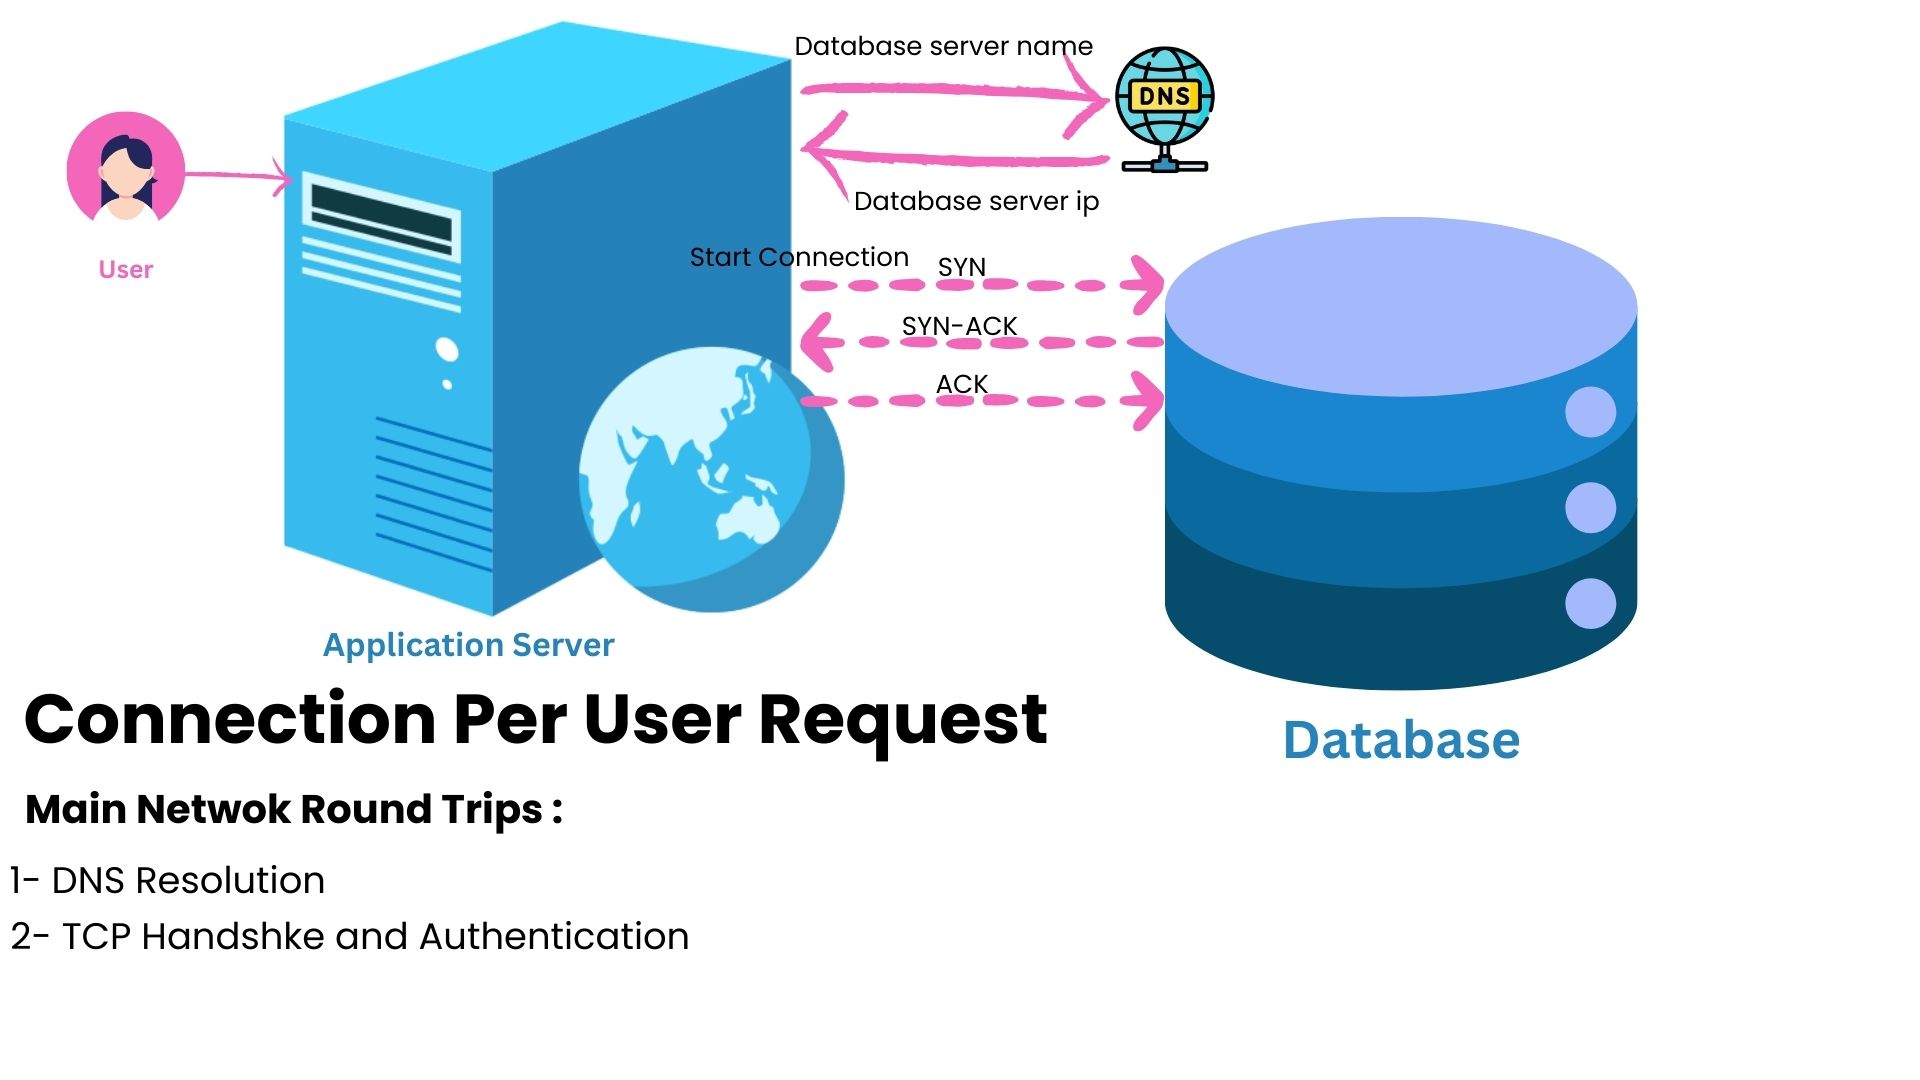 Database server name
DNS
Database server ip
User
Start Connection
SYN
SYN-ACK
ACK
Application Server
Database
Connection Per User Request
Main Netwok Round Trips :
1- DNS Resolution
2- TCP Handshke and Authentication